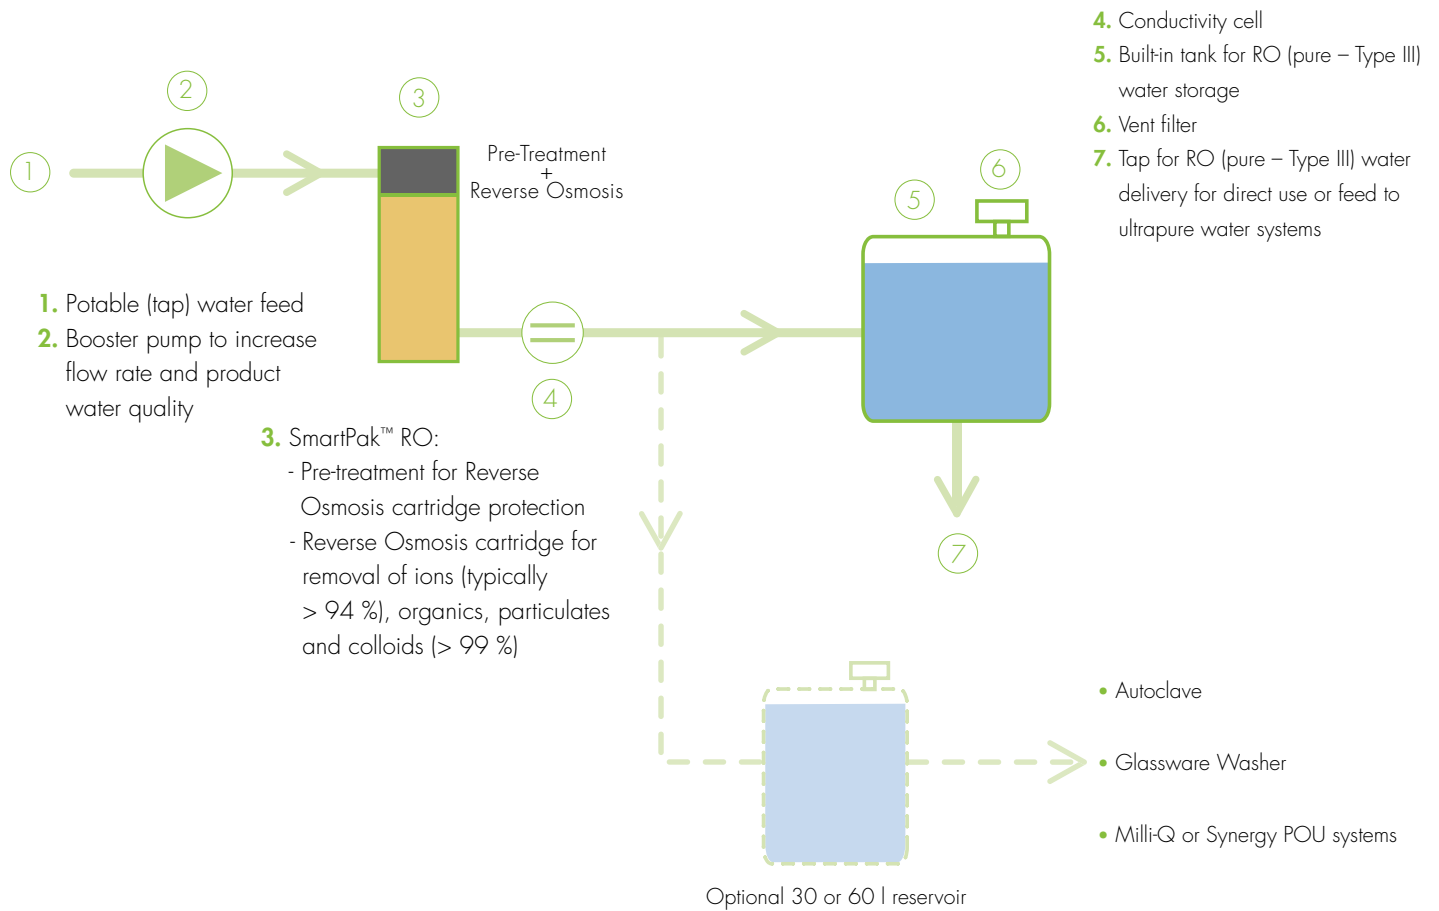 1
2
3
Pre-Treatment
+
Reverse Osmosis
4
5
6
7
1. Potable (tap) water feed
2. Booster pump to increase
flow rate and product
water quality
3. SmartPak™ RO:
- Pre-treatment for Reverse
Osmosis cartridge protection
- Reverse Osmosis cartridge for
removal of ions (typically
> 94 %), organics, particulates
and colloids (> 99 %)
4. Conductivity cell
5. Built-in tank for RO (pure – Type III)
water storage
6. Vent filter
7. Tap for RO (pure – Type III) water
delivery for direct use or feed to
ultrapure water systems
• Autoclave
• Glassware Washer
• Milli-Q or Synergy POU systems
Optional 30 or 60 l reservoir